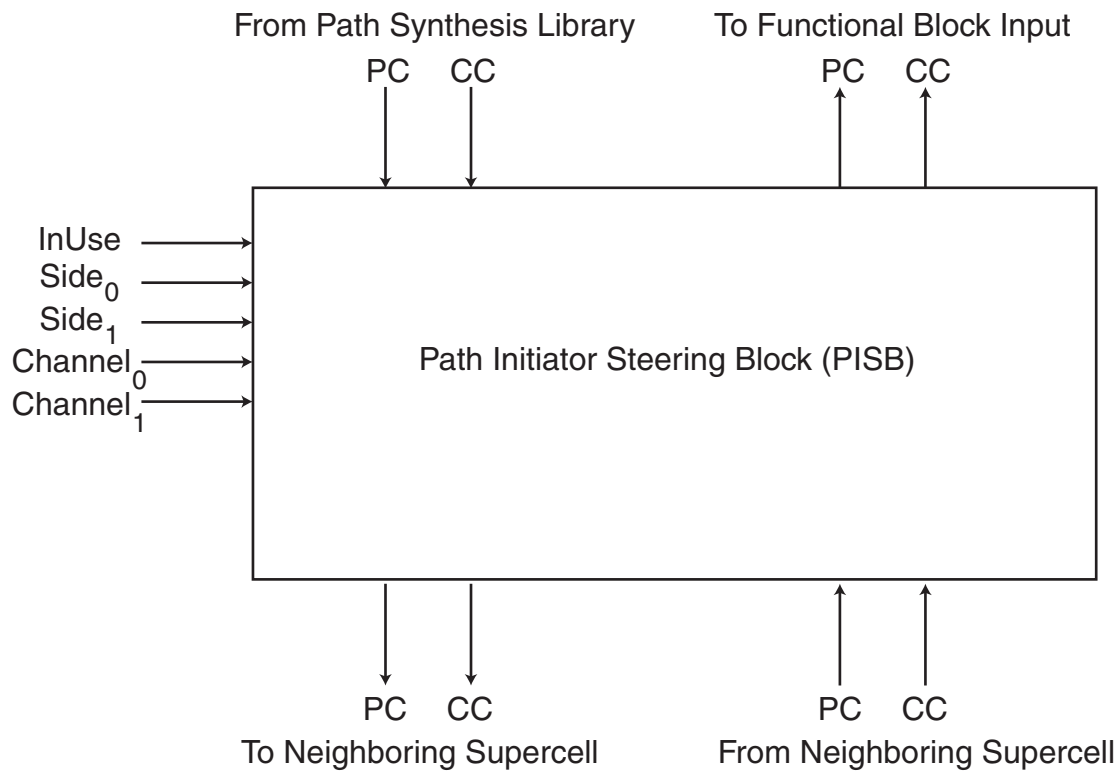 From Path Synthesis Library
To Functional Block Input
PC CC
PC CC
InUse
Side0
Side1
Channel0
Channel1
Path Initiator Steering Block (PISB)
PC CC
PC CC
To Neighboring Supercell
From Neighboring Supercell